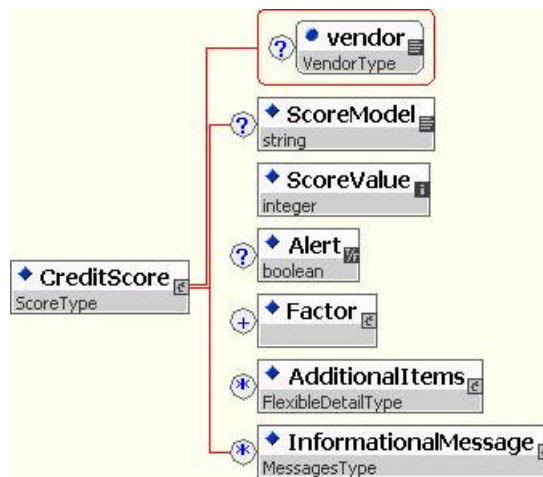 ? vendor
VendorType
? ScoreModel
string
ScoreValue
integer
? Alert
boolean
CreditScore
ScoreType
+ Factor
* AdditionalItems
FlexibleDetailType
* InformationalMessage
MessagesType